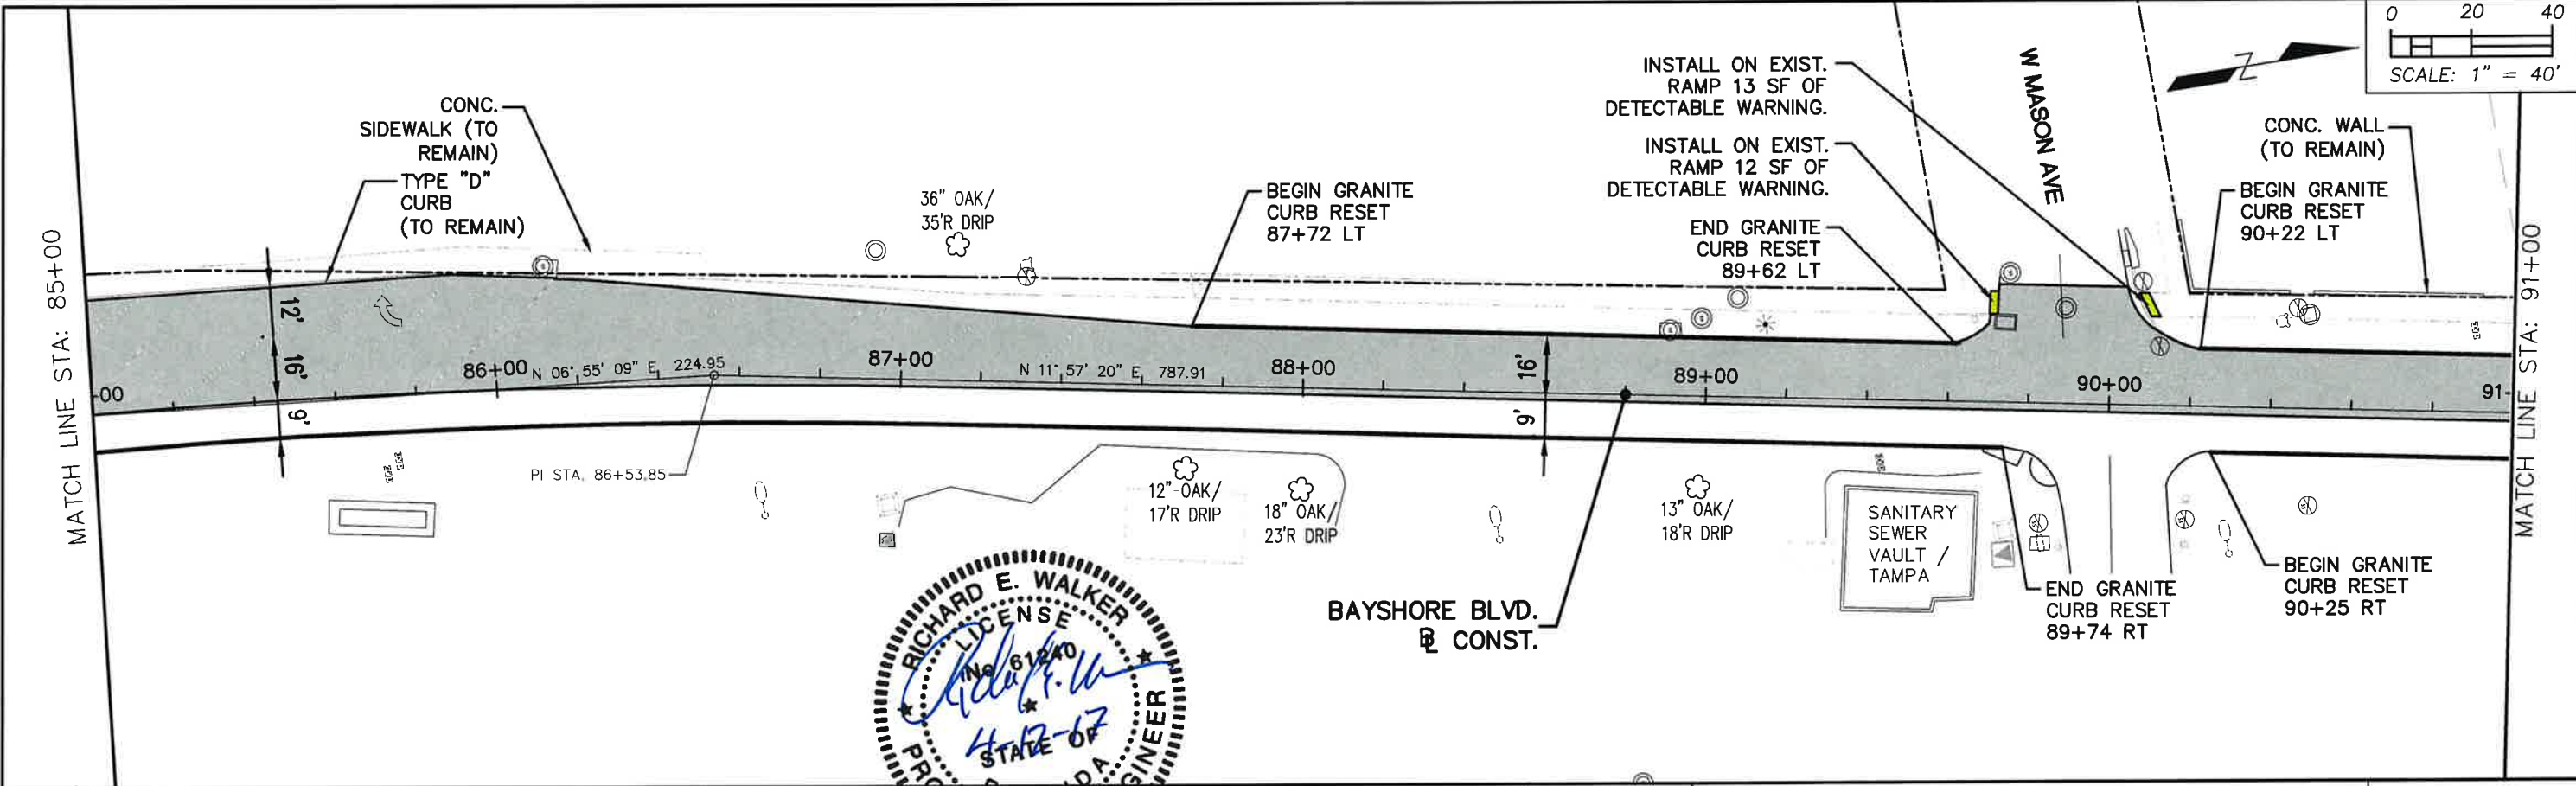 0 20 40
SCALE: 1" = 40'
Z
W MASON AVE
MATCH LINE STA: 85+00
MATCH LINE STA: 91+00
CONC.
SIDEWALK (TO
REMAIN)
TYPE "D"
CURB
(TO REMAIN)
36" OAK/
35'R DRIP
BEGIN GRANITE
CURB RESET
87+72 LT
INSTALL ON EXIST.
RAMP 13 SF OF
DETECTABLE WARNING.
INSTALL ON EXIST.
RAMP 12 SF OF
DETECTABLE WARNING.
END GRANITE
CURB RESET
89+62 LT
CONC. WALL
(TO REMAIN)
BEGIN GRANITE
CURB RESET
90+22 LT
12'
16'
9'
-00
86+00
N 06° 55' 09" E 224.95
87+00
N 11° 57' 20" E 787.91
88+00
16'
9'
89+00
90+00
91-
PI STA. 86+53.85
12" OAK/
17'R DRIP
18" OAK/
23'R DRIP
13" OAK/
18'R DRIP
SANITARY
SEWER
VAULT /
TAMPA
END GRANITE
CURB RESET
89+74 RT
BEGIN GRANITE
CURB RESET
90+25 RT
BAYSHORE BLVD.
BL CONST.
RICHARD E. WALKER
LICENSE
No 61240
4-12-17
STATE OF